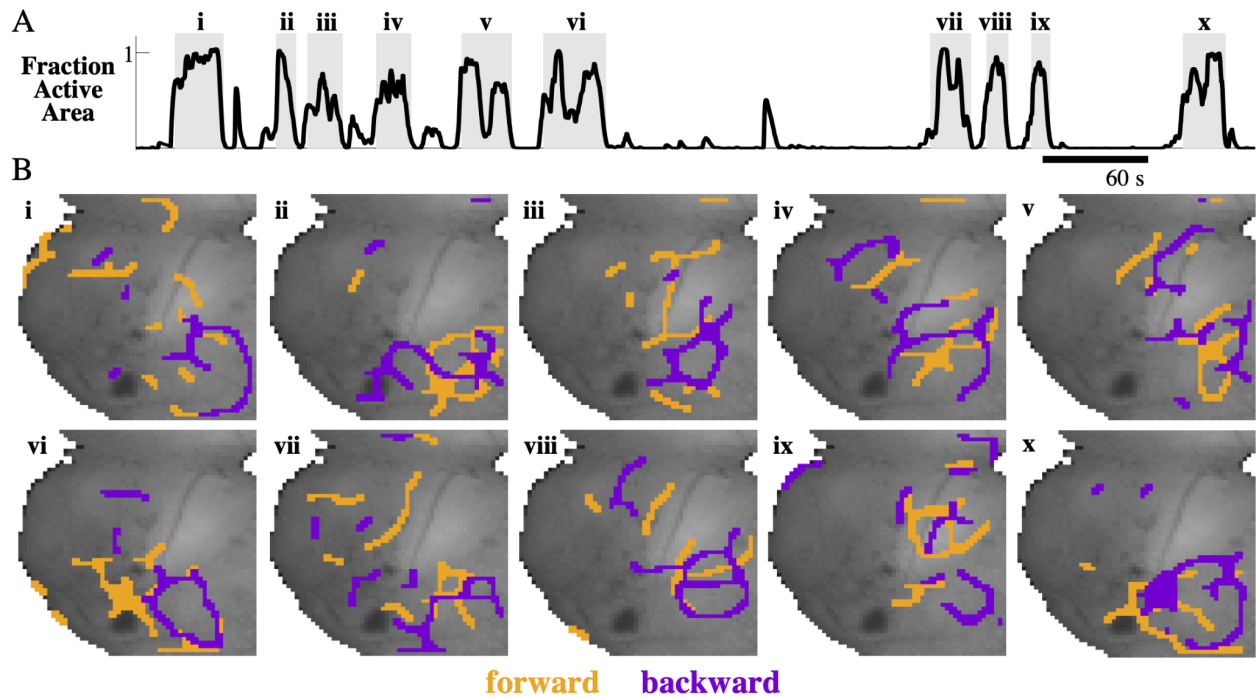 A
i ii iii iv v vi vii viii ix x
Fraction
Active
Area
1
60 s
B
i ii iii iv v
vi vii viii ix x
forward backward